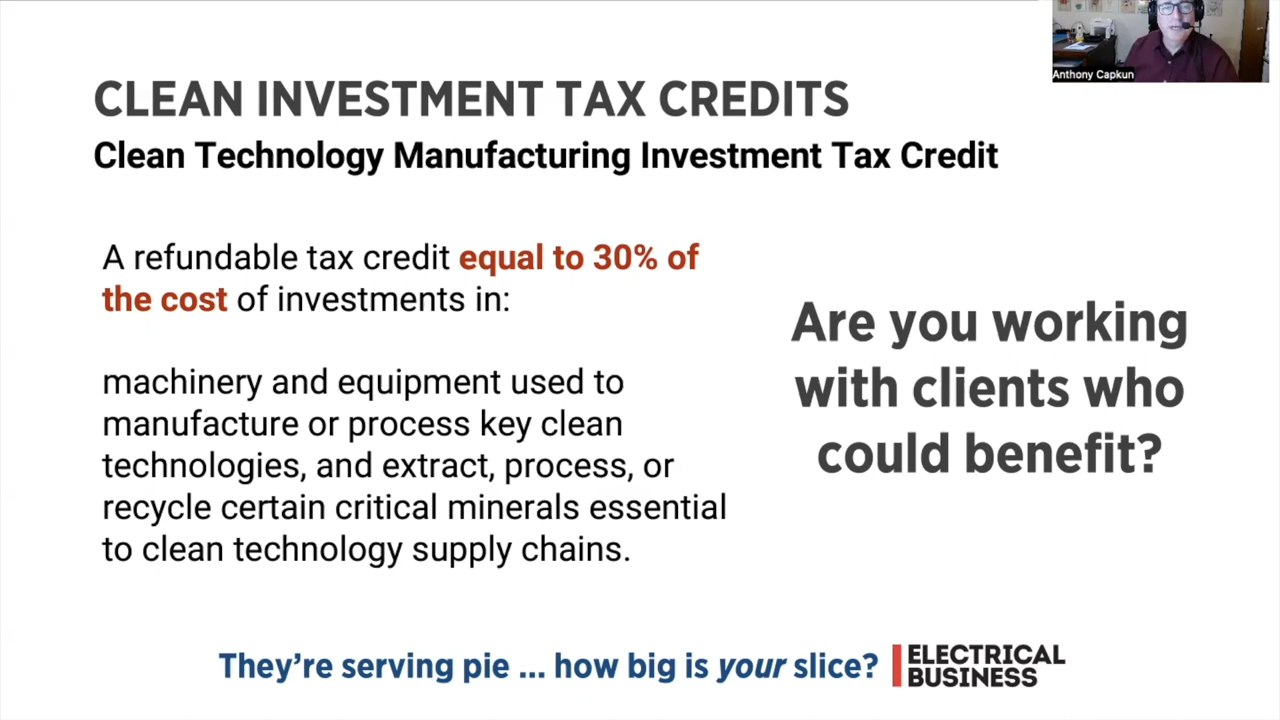 Anthony Capkun
CLEAN INVESTMENT TAX CREDITS
Clean Technology Manufacturing Investment Tax Credit
A refundable tax credit equal to 30% of
the cost of investments in:
machinery and equipment used to
manufacture or process key clean
technologies, and extract, process, or
recycle certain critical minerals essential
to clean technology supply chains.
Are you working
with clients who
could benefit?
They're serving pie ... how big is your slice?
ELECTRICAL
BUSINESS